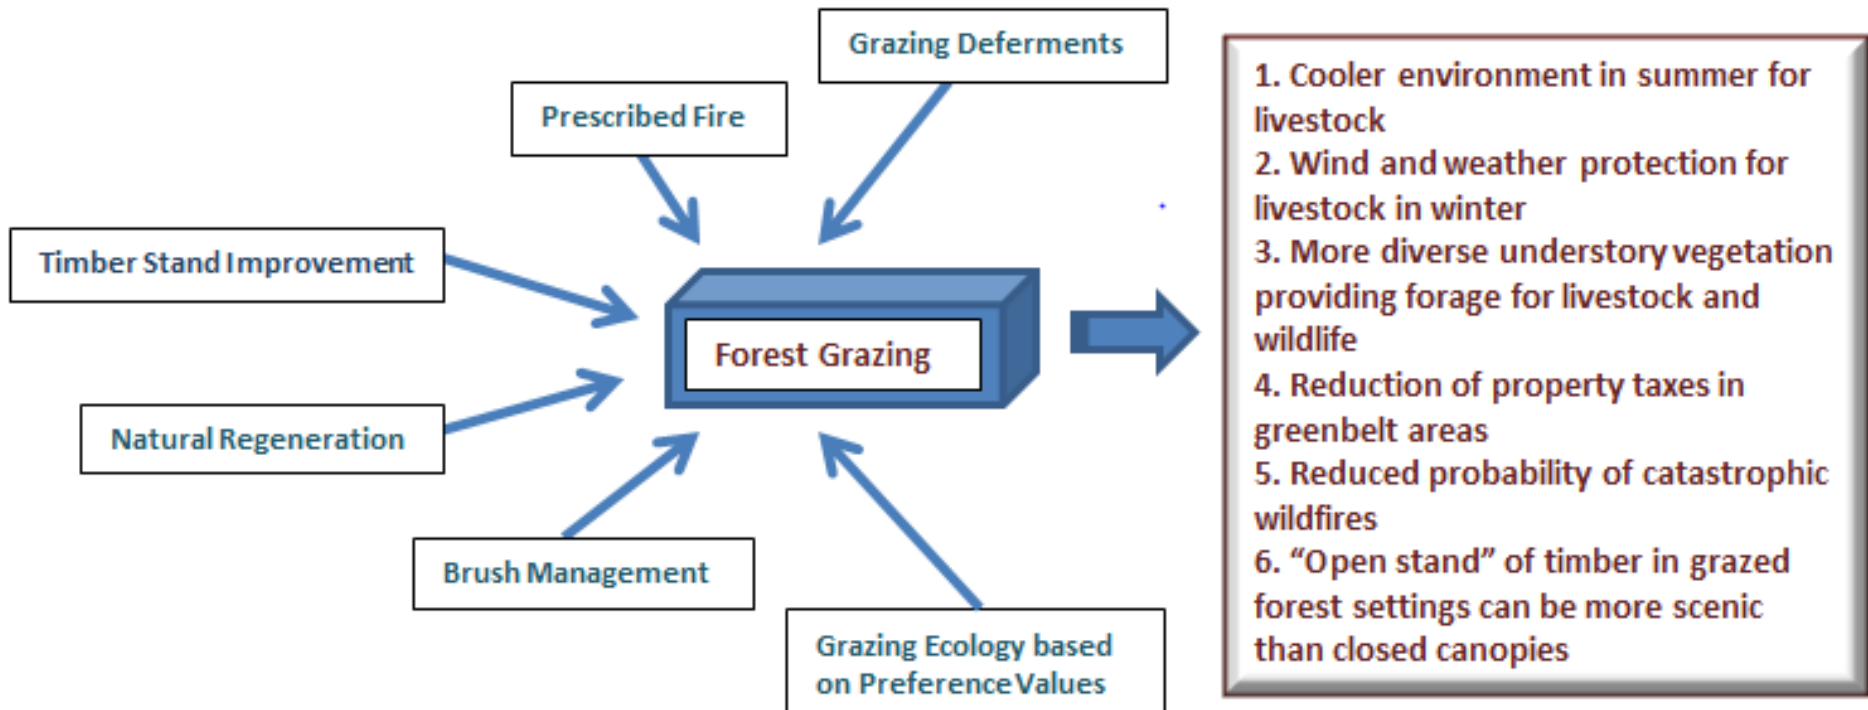 Grazing Deferments
Prescribed Fire
Timber Stand Improvement
Forest Grazing
Natural Regeneration
Brush Management
Grazing Ecology based
on Preference Values
1. Cooler environment in summer for
livestock
2. Wind and weather protection for
livestock in winter
3. More diverse understory vegetation
providing forage for livestock and
wildlife
4. Reduction of property taxes in
greenbelt areas
5. Reduced probability of catastrophic
wildfires
6. “Open stand” of timber in grazed
forest settings can be more scenic
than closed canopies